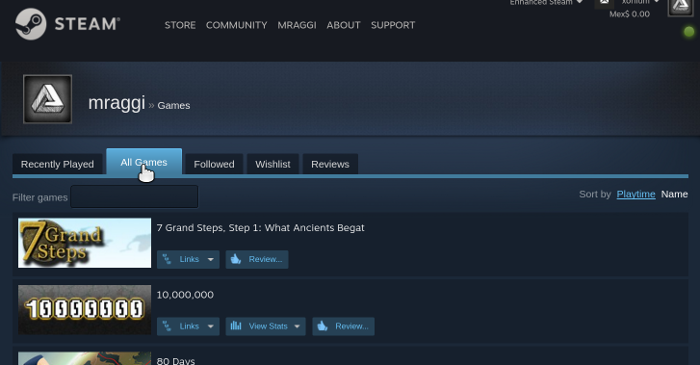 Enhanced Steam
Mex$ 0.00
STEAM®
STORE COMMUNITY MRAGGI ABOUT SUPPORT
mraggi » Games
Recently Played All Games Followed Wishlist Reviews
Filter games
Sort by Playtime Name
7 Grand Steps
7 Grand Steps, Step 1: What Ancients Begat
Links Review...
10,000,000
Links View Stats Review...
80 Days